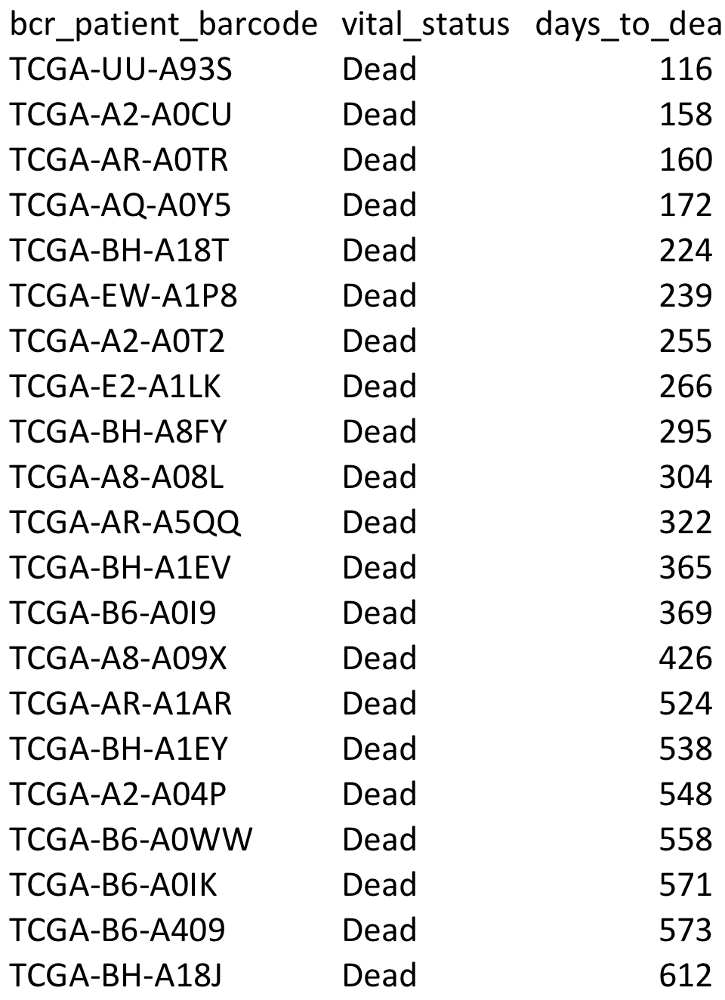 bcr_patient_barcode vital_status days_to_dea
TCGA-UU-A93S Dead 116
TCGA-A2-A0CU Dead 158
TCGA-AR-A0TR Dead 160
TCGA-AQ-A0Y5 Dead 172
TCGA-BH-A18T Dead 224
TCGA-EW-A1P8 Dead 239
TCGA-A2-A0T2 Dead 255
TCGA-E2-A1LK Dead 266
TCGA-BH-A8FY Dead 295
TCGA-A8-A08L Dead 304
TCGA-AR-A5QQ Dead 322
TCGA-BH-A1EV Dead 365
TCGA-B6-A0I9 Dead 369
TCGA-A8-A09X Dead 426
TCGA-AR-A1AR Dead 524
TCGA-BH-A1EY Dead 538
TCGA-A2-A04P Dead 548
TCGA-B6-A0WW Dead 558
TCGA-B6-A0IK Dead 571
TCGA-B6-A409 Dead 573
TCGA-BH-A18J Dead 612